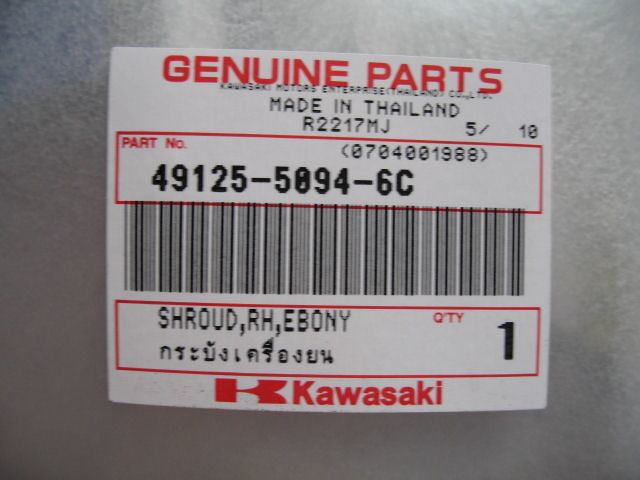 GENUINE PARTS
KAWASAKI MOTORS ENTERPRISE(THAILAND) CO.,LTD.
MADE IN THAILAND
R2217MJ 5/ 10
PART No. (0704001988)
49125-5094-6C
SHROUD,RH,EBONY Q'TY 1
กระบังเครื่องยน
Kawasaki